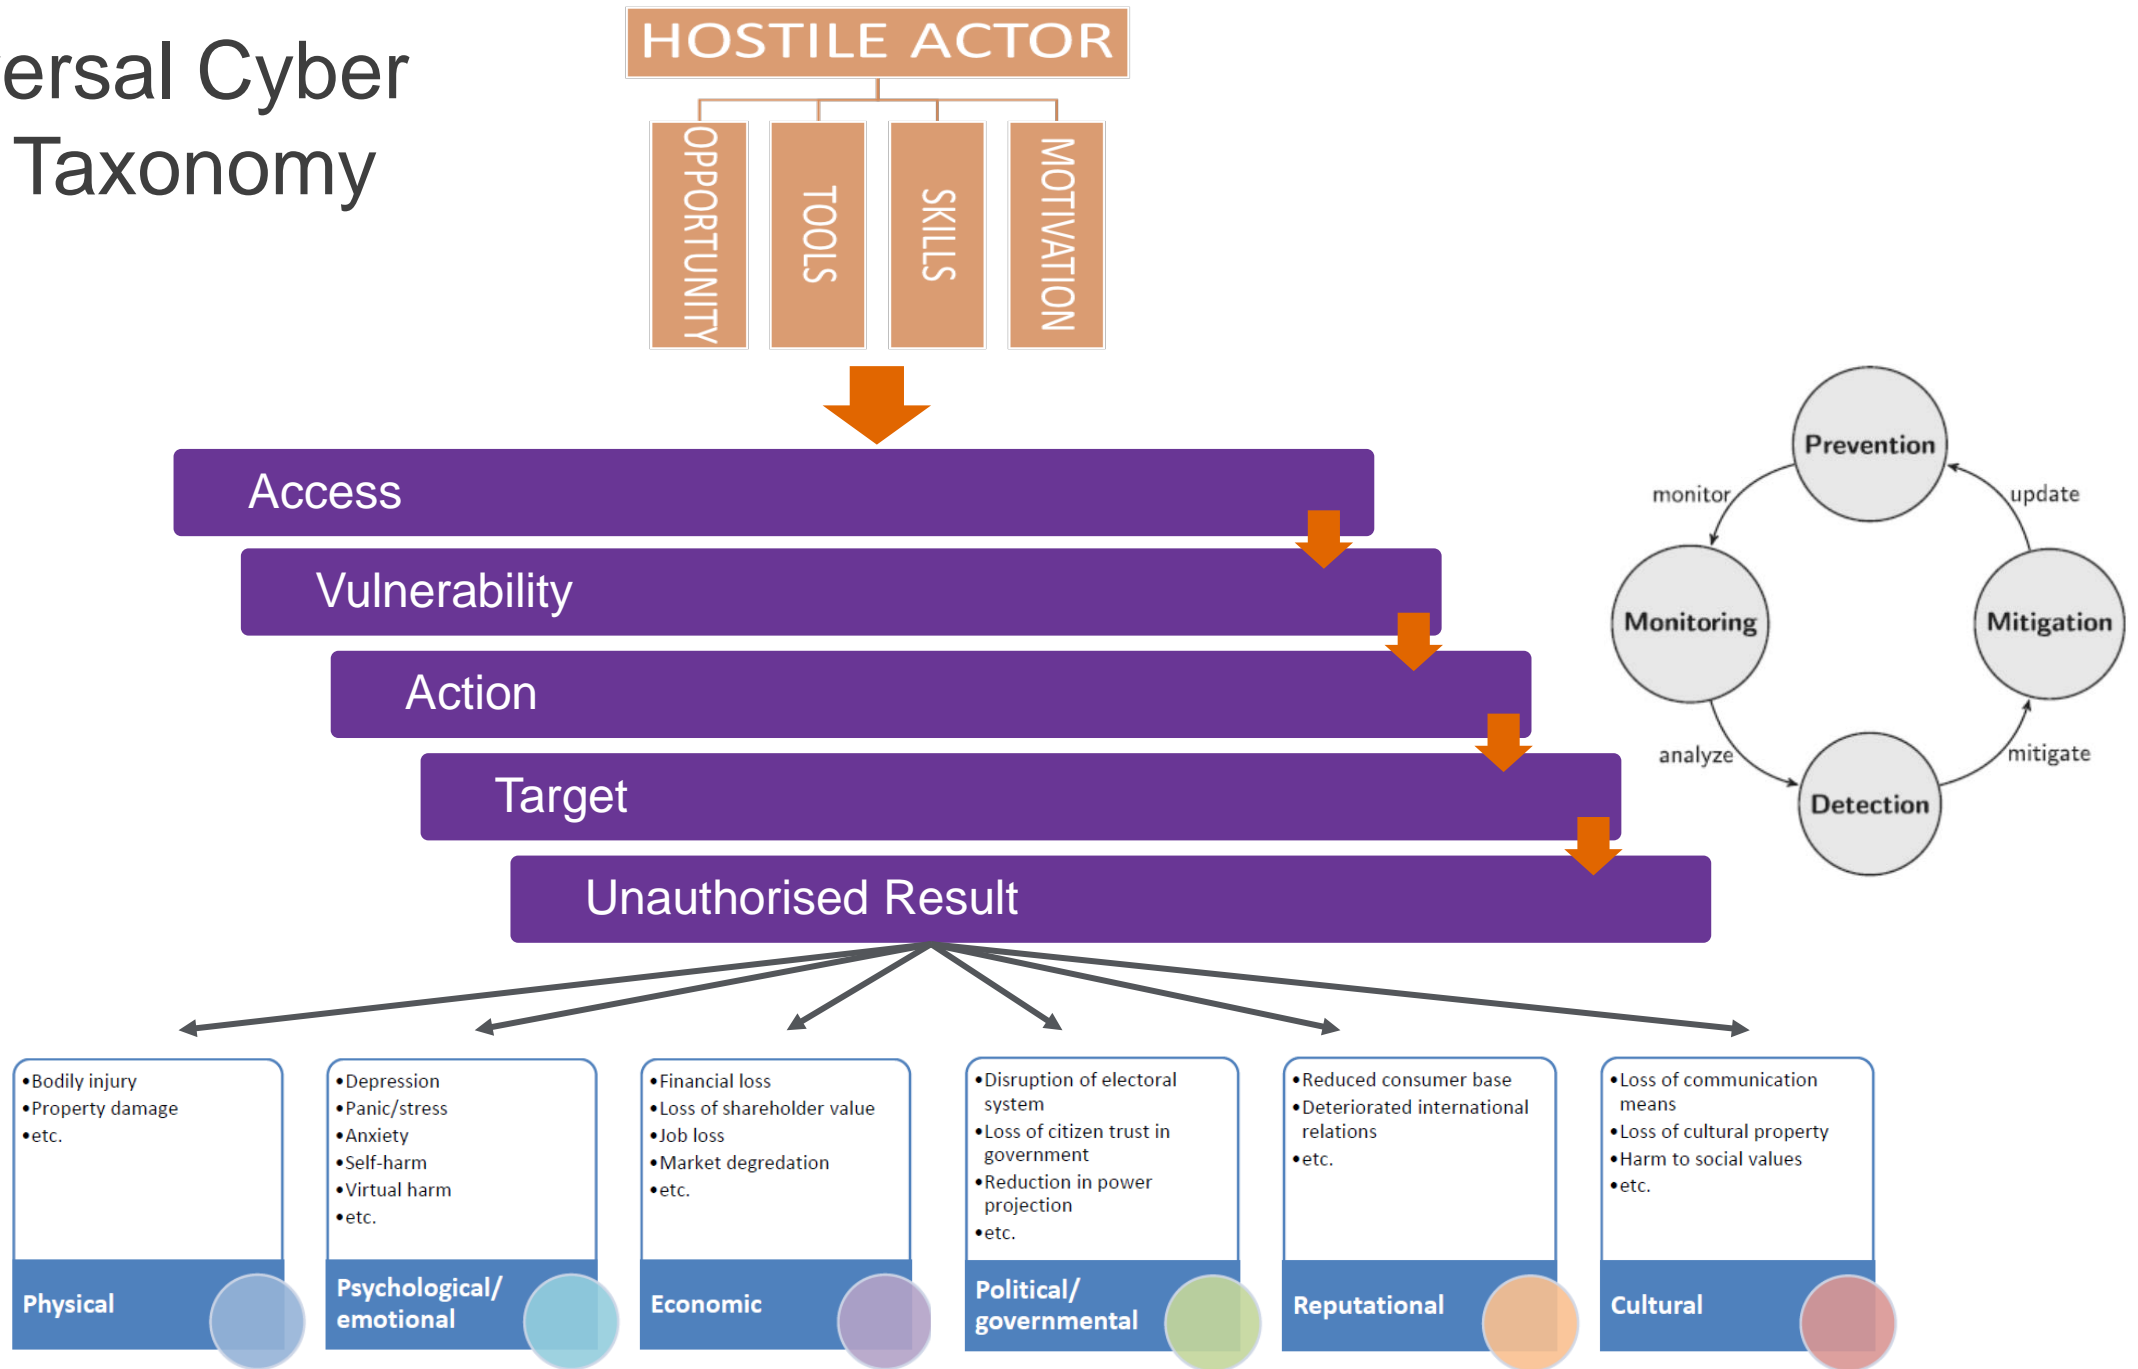 ersal Cyber
Taxonomy
HOSTILE ACTOR
OPPORTUNITY
TOOLS
SKILLS
MOTIVATION
Access
Vulnerability
Action
Target
Unauthorised Result
Prevention
monitor
update
Monitoring
Mitigation
analyze
mitigate
Detection
•Bodily injury
•Property damage
•etc.
Physical
•Depression
•Panic/stress
•Anxiety
•Self-harm
•Virtual harm
•etc.
Psychological/
emotional
•Financial loss
•Loss of shareholder value
•Job loss
•Market degredation
•etc.
Economic
•Disruption of electoral
system
•Loss of citizen trust in
government
•Reduction in power
projection
•etc.
Political/
governmental
•Reduced consumer base
•Deteriorated international
relations
•etc.
Reputational
•Loss of communication
means
•Loss of cultural property
•Harm to social values
•etc.
Cultural